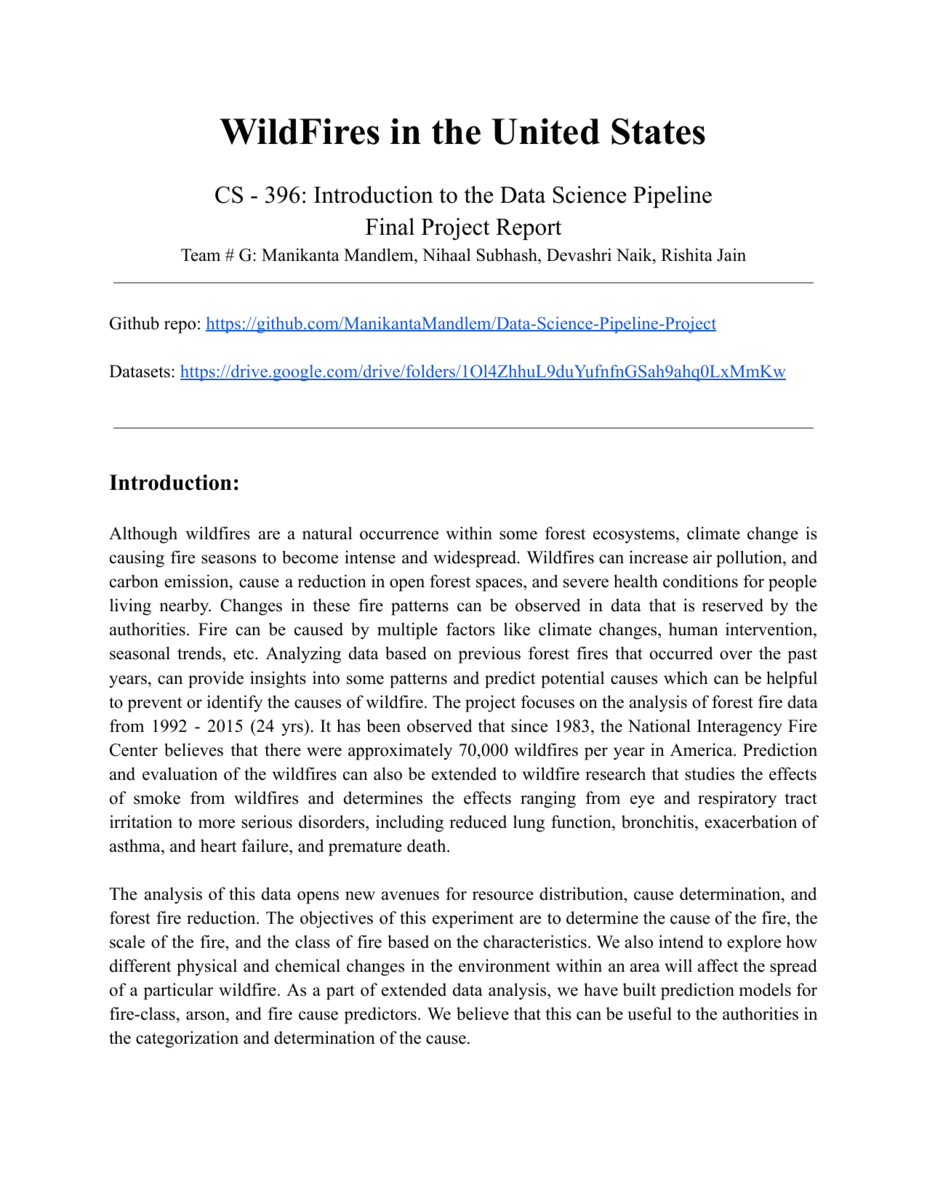 WildFires in the United States
CS - 396: Introduction to the Data Science Pipeline
Final Project Report
Team # G: Manikanta Mandlem, Nihaal Subhash, Devashri Naik, Rishita Jain
Github repo: https://github.com/ManikantaMandlem/Data-Science-Pipeline-Project
Datasets: https://drive.google.com/drive/folders/1Ol4ZhhuL9duYufnfnGSah9ahq0LxMmKw
Introduction:
Although wildfires are a natural occurrence within some forest ecosystems, climate change is
causing fire seasons to become intense and widespread. Wildfires can increase air pollution, and
carbon emission, cause a reduction in open forest spaces, and severe health conditions for people
living nearby. Changes in these fire patterns can be observed in data that is reserved by the
authorities. Fire can be caused by multiple factors like climate changes, human intervention,
seasonal trends, etc. Analyzing data based on previous forest fires that occurred over the past
years, can provide insights into some patterns and predict potential causes which can be helpful
to prevent or identify the causes of wildfire. The project focuses on the analysis of forest fire data
from 1992 - 2015 (24 yrs). It has been observed that since 1983, the National Interagency Fire
Center believes that there were approximately 70,000 wildfires per year in America. Prediction
and evaluation of the wildfires can also be extended to wildfire research that studies the effects
of smoke from wildfires and determines the effects ranging from eye and respiratory tract
irritation to more serious disorders, including reduced lung function, bronchitis, exacerbation of
asthma, and heart failure, and premature death.
The analysis of this data opens new avenues for resource distribution, cause determination, and
forest fire reduction. The objectives of this experiment are to determine the cause of the fire, the
scale of the fire, and the class of fire based on the characteristics. We also intend to explore how
different physical and chemical changes in the environment within an area will affect the spread
of a particular wildfire. As a part of extended data analysis, we have built prediction models for
fire-class, arson, and fire cause predictors. We believe that this can be useful to the authorities in
the categorization and determination of the cause.